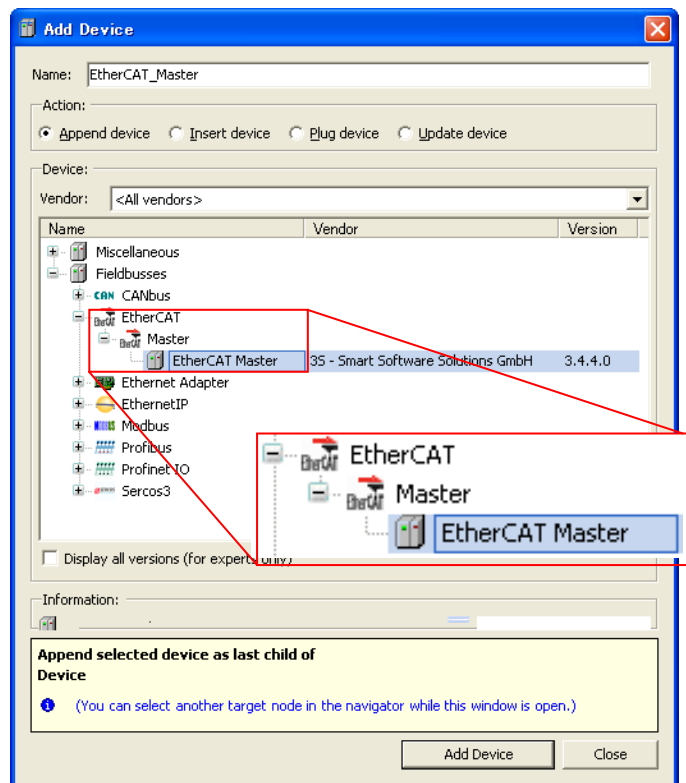 Add Device
Name: EtherCAT_Master
Action:
Append device Insert device Plug device Update device
Device:
Vendor: <All vendors>
Name Vendor Version
Miscellaneous
Fieldbusses
CAN CANbus
EtherCAT EtherCAT
EtherCAT Master
EtherCAT Master 3S - Smart Software Solutions GmbH 3.4.4.0
Ethernet Adapter
EthernetIP
MODBUS Modbus
Profibus
Profinet IO
Sercos3
EtherCAT EtherCAT
EtherCAT Master
EtherCAT Master
Display all versions (for experts only)
Information:
Append selected device as last child of
Device
(You can select another target node in the navigator while this window is open.)
Add Device Close